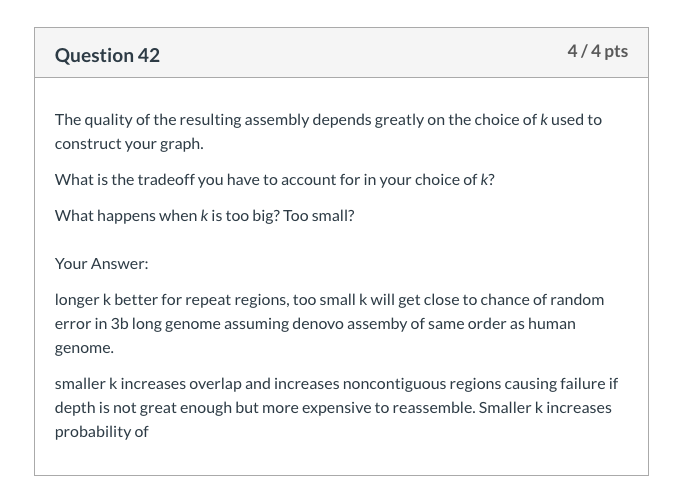 Question 42
4 / 4 pts
The quality of the resulting assembly depends greatly on the choice of k used to
construct your graph.
What is the tradeoff you have to account for in your choice of k?
What happens when k is too big? Too small?
Your Answer:
longer k better for repeat regions, too small k will get close to chance of random
error in 3b long genome assuming denovo assemby of same order as human
genome.
smaller k increases overlap and increases noncontiguous regions causing failure if
depth is not great enough but more expensive to reassemble. Smaller k increases
probability of